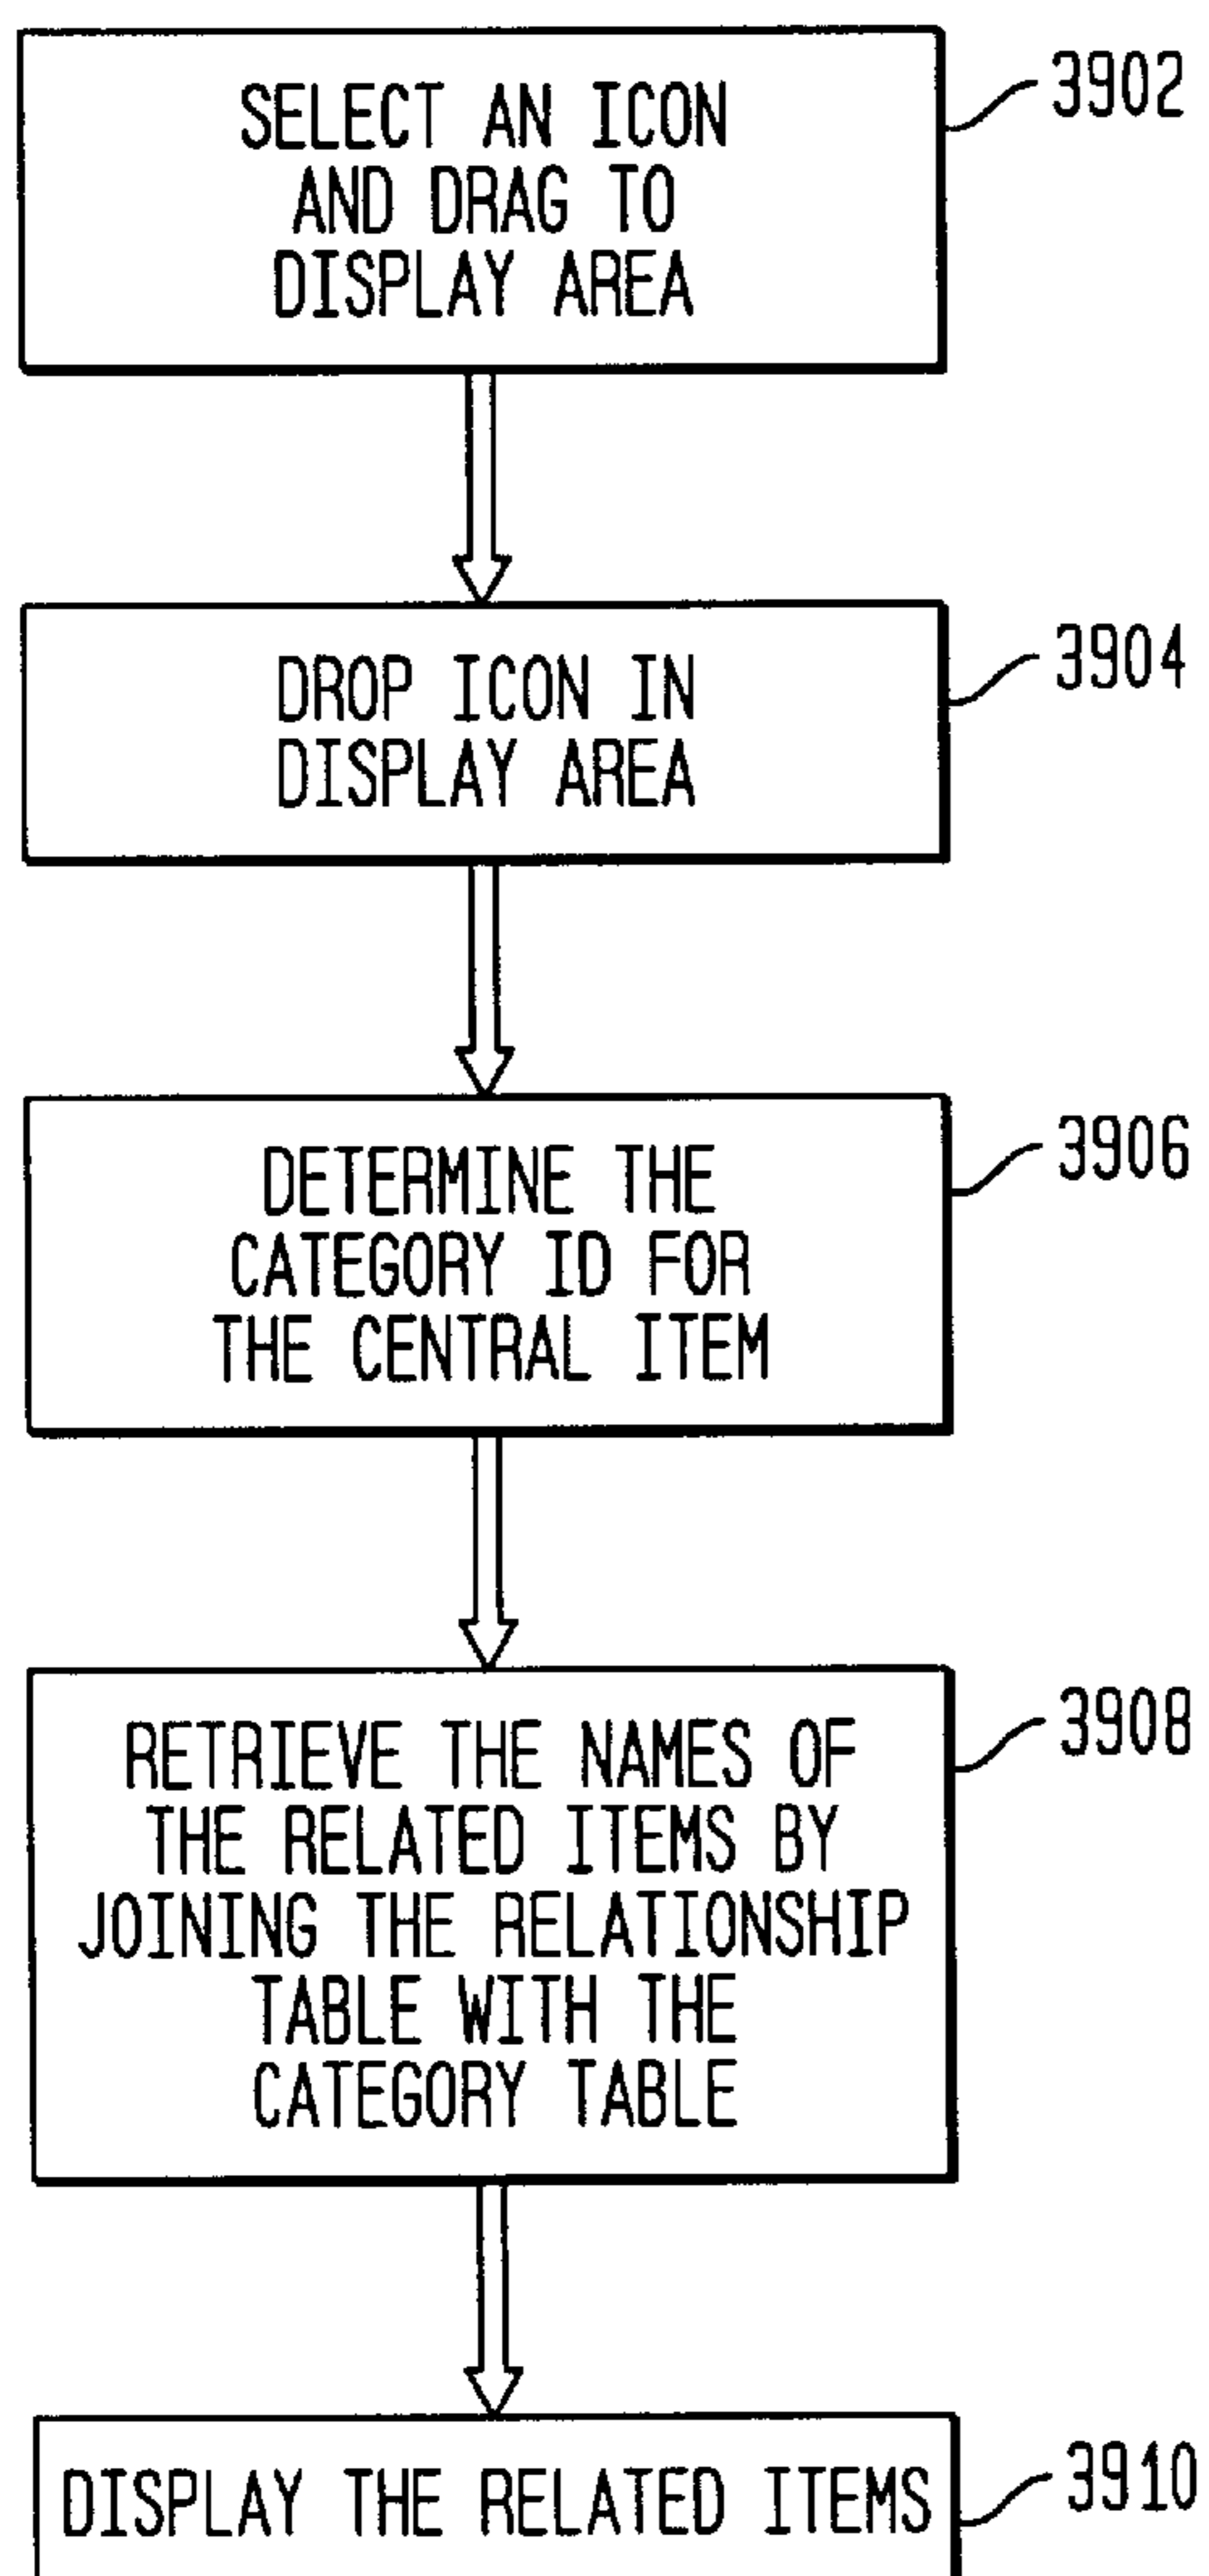 SELECT AN ICON
AND DRAG TO
DISPLAY AREA
3902
DROP ICON IN
DISPLAY AREA
3904
DETERMINE THE
CATEGORY ID FOR
THE CENTRAL ITEM
3906
RETRIEVE THE NAMES OF
THE RELATED ITEMS BY
JOINING THE RELATIONSHIP
TABLE WITH THE
CATEGORY TABLE
3908
DISPLAY THE RELATED ITEMS
3910